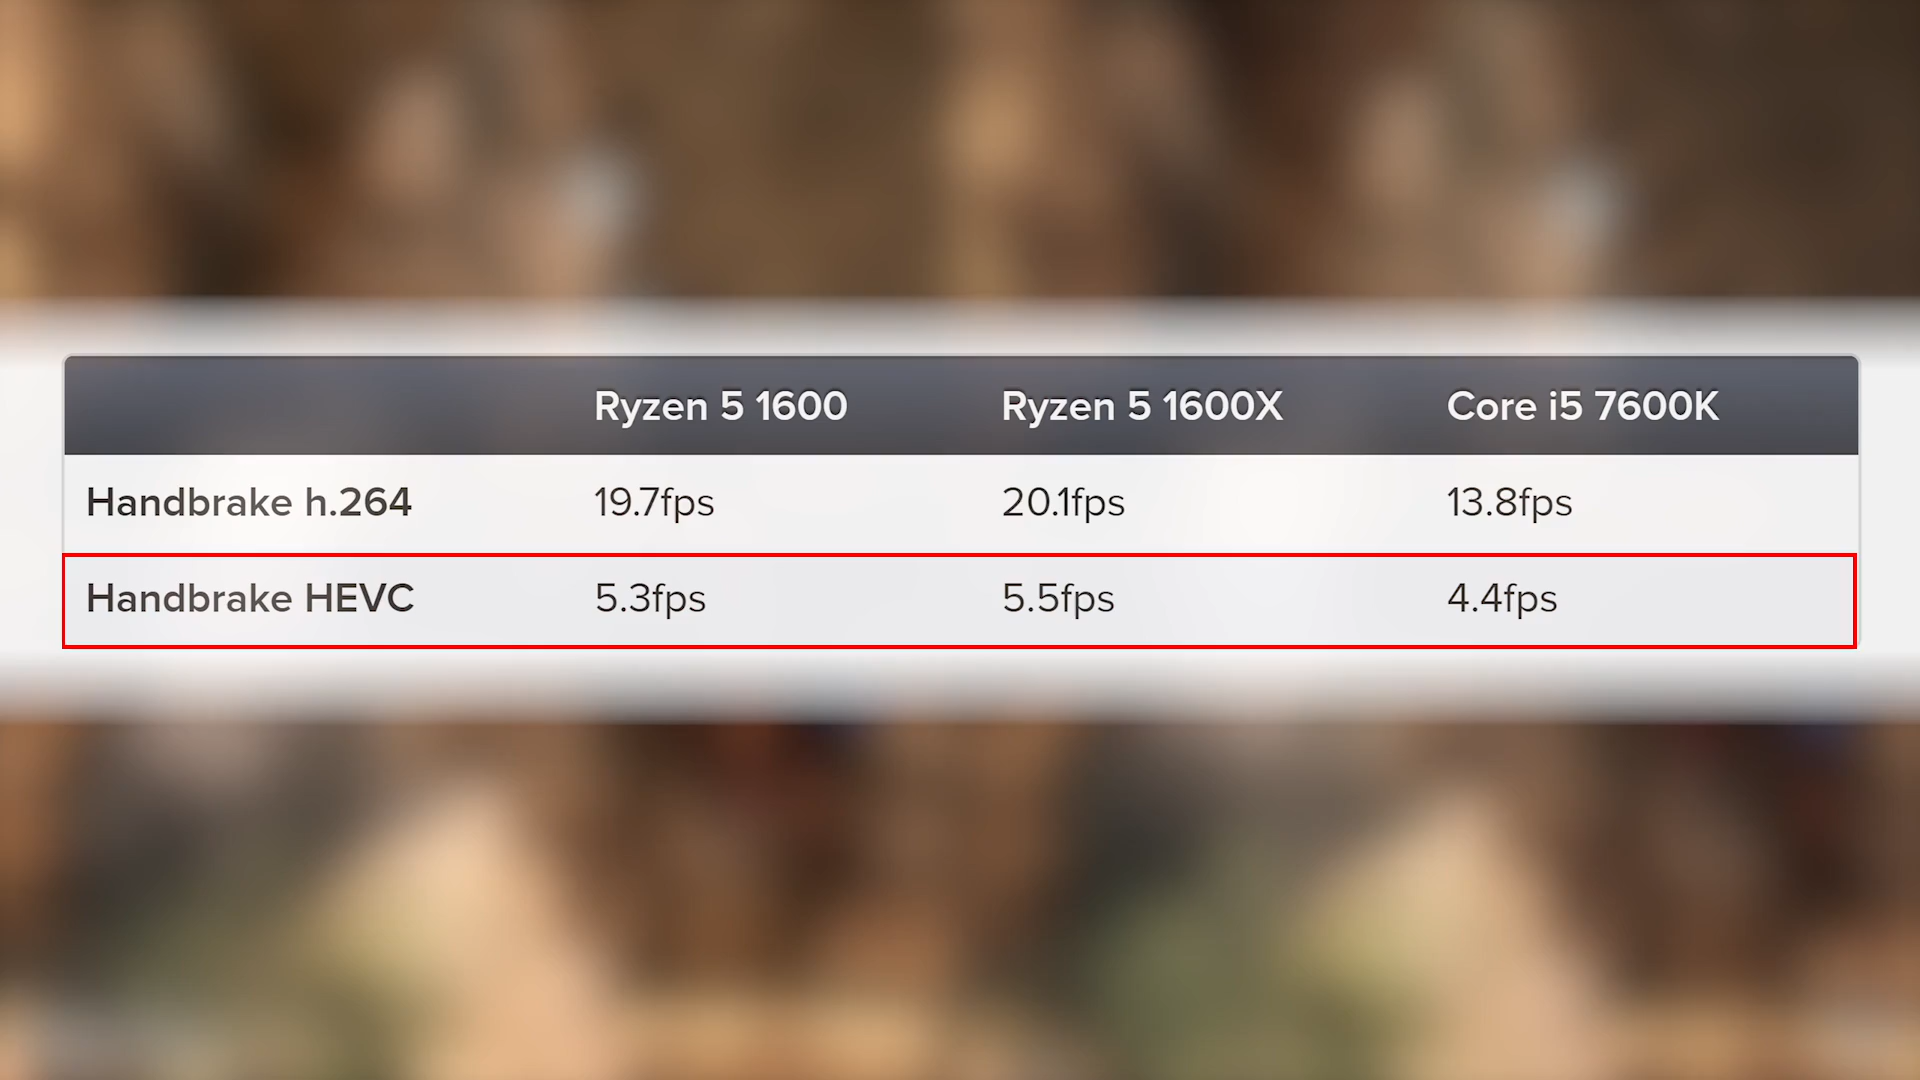 Ryzen 5 1600 Ryzen 5 1600X Core i5 7600K
Handbrake h.264 19.7fps 20.1fps 13.8fps
Handbrake HEVC 5.3fps 5.5fps 4.4fps